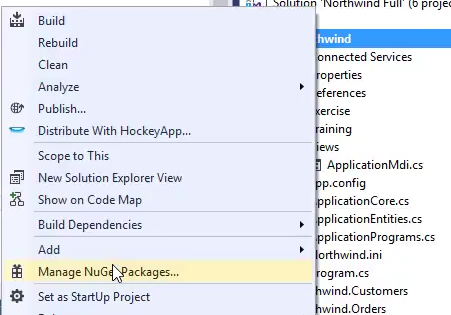 Solution 'Northwind Full' (6 projec
Build
Rebuild
Clean
Analyze
Publish...
Distribute With HockeyApp...
Scope to This
New Solution Explorer View
Show on Code Map
Build Dependencies
Add
Manage NuGet Packages...
Set as StartUp Project
hwind
onnected Services
roperties
eferences
xercise
raining
iews
ApplicationMdi.cs
pp.config
pplicationCore.cs
pplicationEntities.cs
pplicationPrograms.cs
orthwind.ini
rogram.cs
hwind.Customers
hwind.Orders